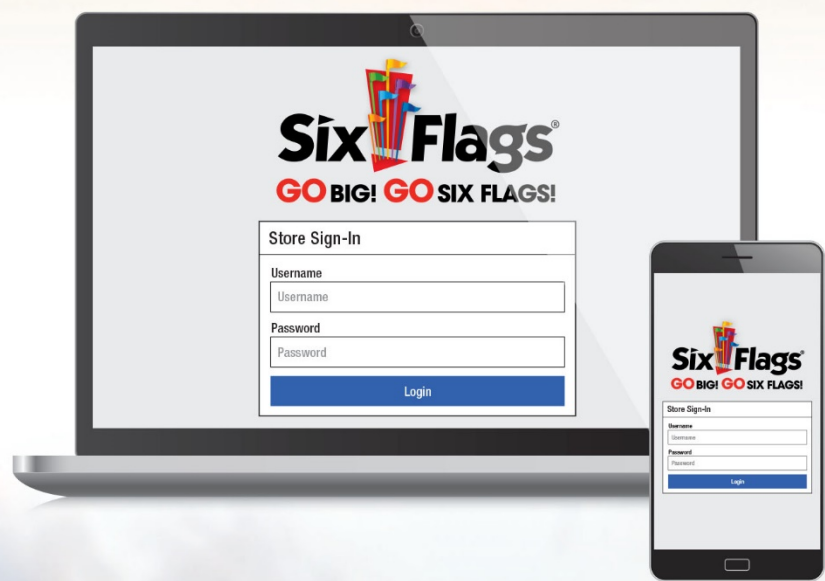 Six Flags®
GO BIG! GO SIX FLAGS!
Store Sign-In
Username
Username
Password
Password
Login
Six Flags®
GO BIG! GO SIX FLAGS!
Store Sign-In
Username
Username
Password
Password
Login